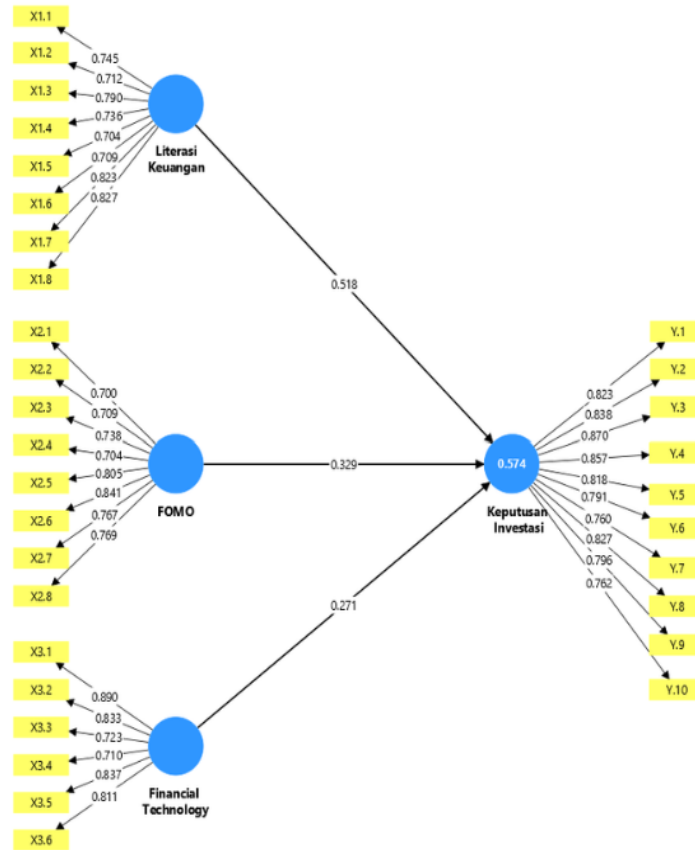 X1.1
X1.2
X1.3
X1.4
X1.5
X1.6
X1.7
X1.8
0.745
0.712
0.790
0.736
0.704
0.709
0.823
0.827
Literasi
Keuangan
0.518
X2.1
X2.2
X2.3
X2.4
X2.5
X2.6
X2.7
X2.8
0.700
0.709
0.738
0.704
0.805
0.841
0.767
0.769
FOMO
0.329
X3.1
X3.2
X3.3
X3.4
X3.5
X3.6
0.890
0.833
0.723
0.710
0.837
0.811
Financial
Technology
0.271
0.574
Keputusan
Investasi
0.823
0.838
0.870
0.857
0.818
0.791
0.760
0.827
0.796
0.762
Y.1
Y.2
Y.3
Y.4
Y.5
Y.6
Y.7
Y.8
Y.9
Y.10